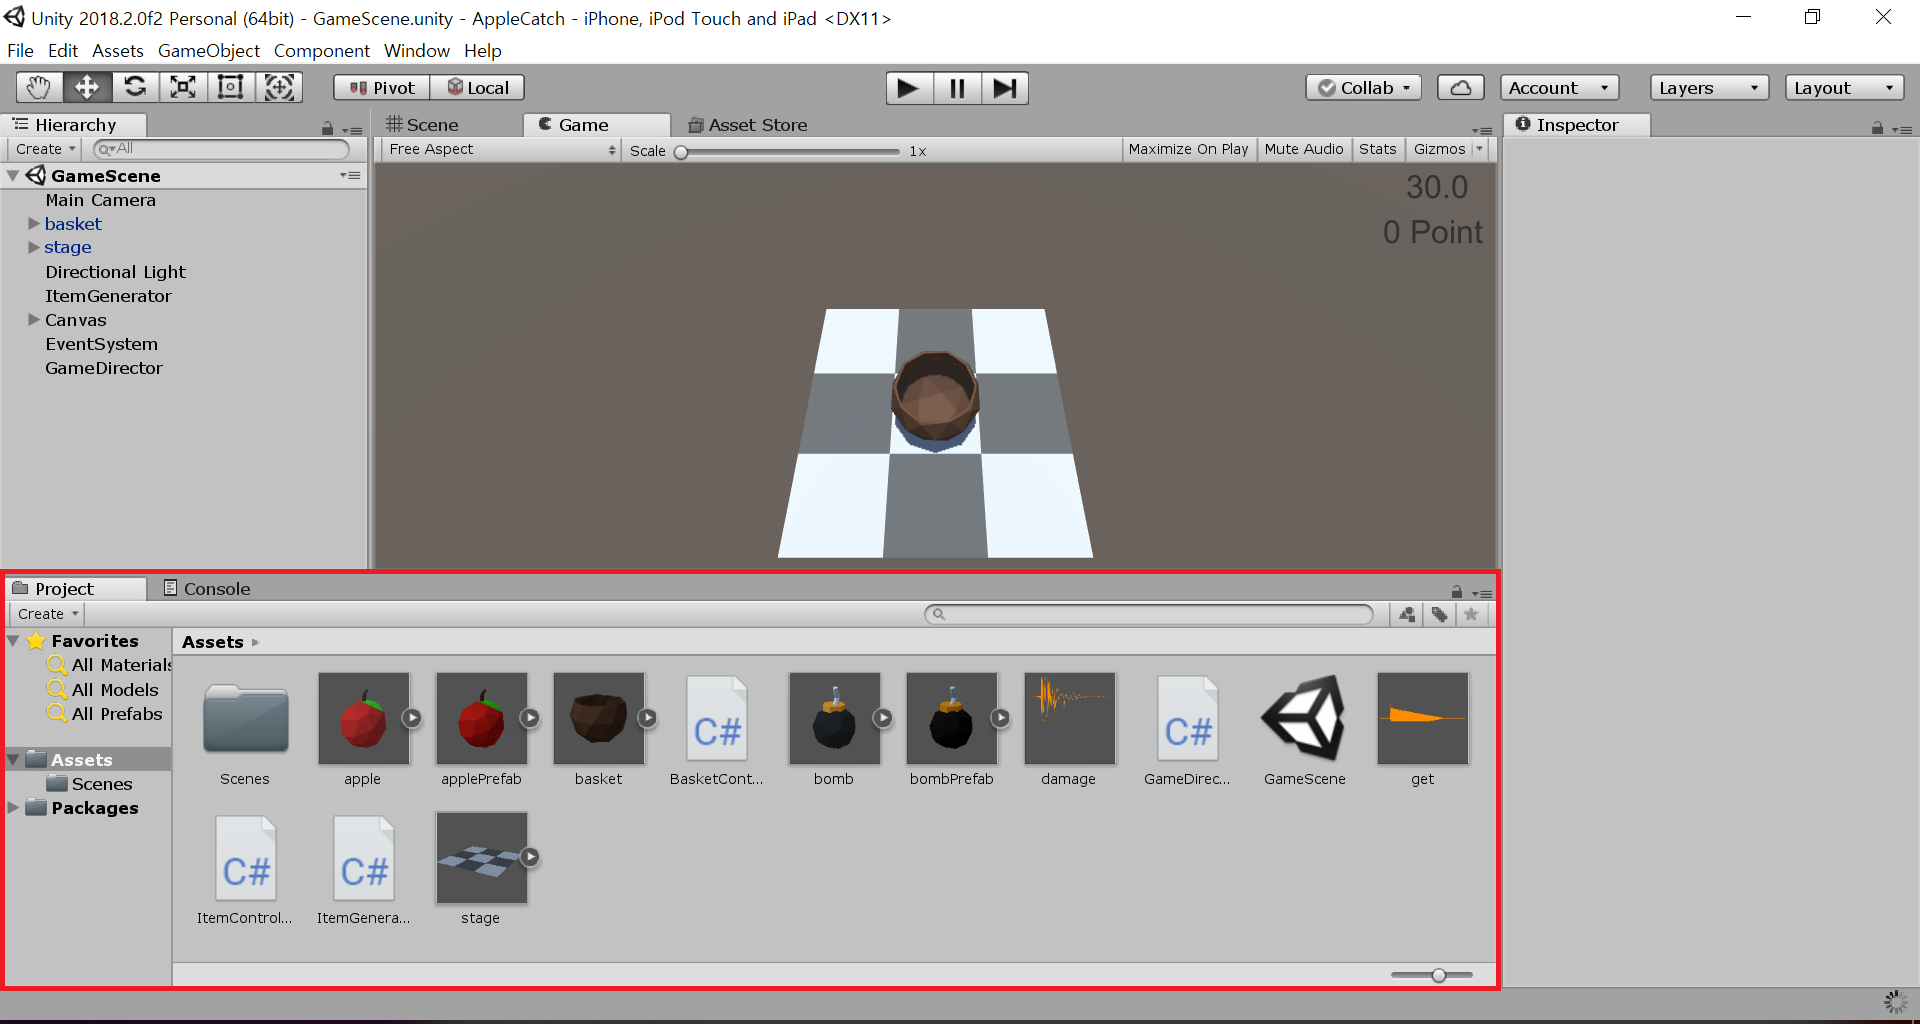 Unity 2018.2.0f2 Personal (64bit) - GameScene.unity - AppleCatch - iPhone, iPod Touch and iPad <DX11>
File Edit Assets GameObject Component Window Help
Pivot Local Collab Account Layers Layout
Hierarchy
Create All
GameScene
Main Camera
basket
stage
Directional Light
ItemGenerator
Canvas
EventSystem
GameDirector
Scene Game Asset Store
Free Aspect Scale 1x Maximize On Play Mute Audio Stats Gizmos
30.0
0 Point
Inspector
Project Console
Create
Favorites
All Materials
All Models
All Prefabs
Assets
Scenes
Packages
Assets
Scenes apple applePrefab basket BasketCont... bomb bombPrefab damage GameDirec... GameScene get
C# C#
ItemControl... ItemGenera... stage
C# C#